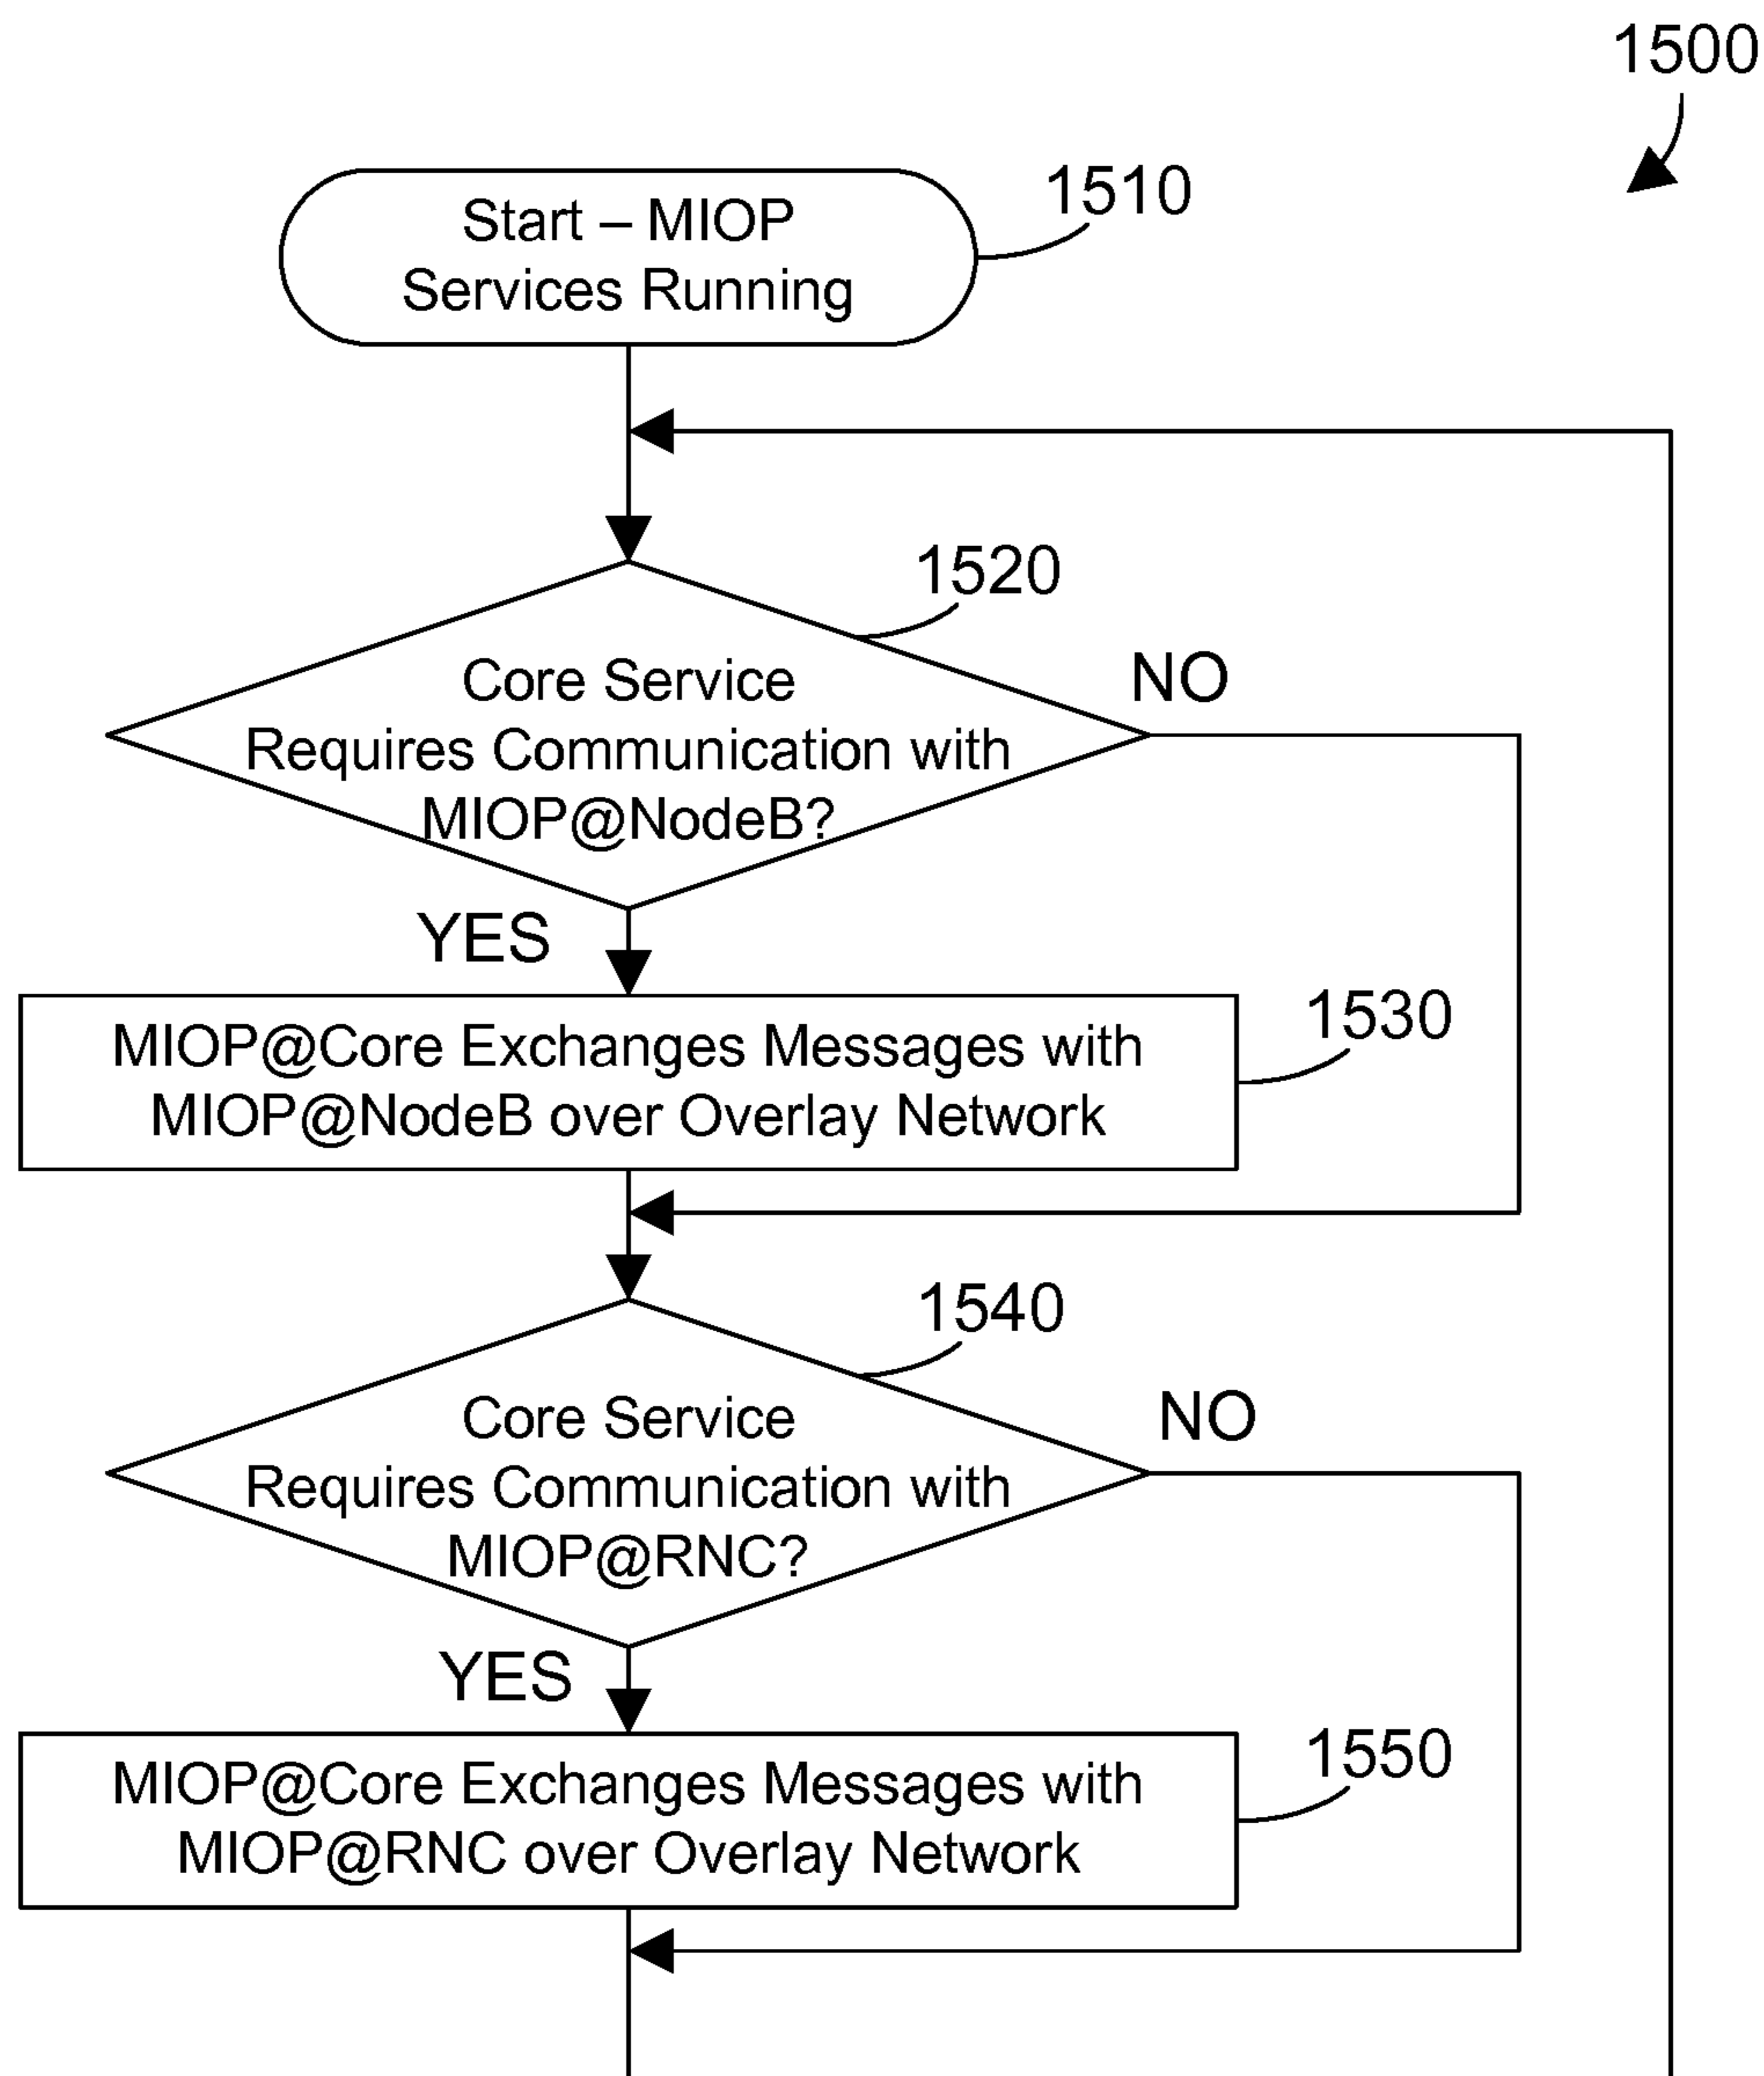 1500
Start – MIOP
Services Running
1510
1520
Core Service
Requires Communication with
MIOP@NodeB?
NO
YES
MIOP@Core Exchanges Messages with
MIOP@NodeB over Overlay Network
1530
1540
Core Service
Requires Communication with
MIOP@RNC?
NO
YES
MIOP@Core Exchanges Messages with
MIOP@RNC over Overlay Network
1550